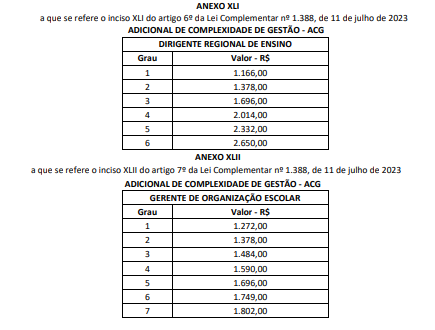 ANEXO XLI
a que se refere o inciso XLI do artigo 6º da Lei Complementar nº 1.388, de 11 de julho de 2023
ADICIONAL DE COMPLEXIDADE DE GESTÃO - ACG
DIRIGENTE REGIONAL DE ENSINO
Grau Valor - R$
1 1.166,00
2 1.378,00
3 1.696,00
4 2.014,00
5 2.332,00
6 2.650,00
ANEXO XLII
a que se refere o inciso XLII do artigo 7º da Lei Complementar nº 1.388, de 11 de julho de 2023
ADICIONAL DE COMPLEXIDADE DE GESTÃO - ACG
GERENTE DE ORGANIZAÇÃO ESCOLAR
Grau Valor - R$
1 1.272,00
2 1.378,00
3 1.484,00
4 1.590,00
5 1.696,00
6 1.749,00
7 1.802,00